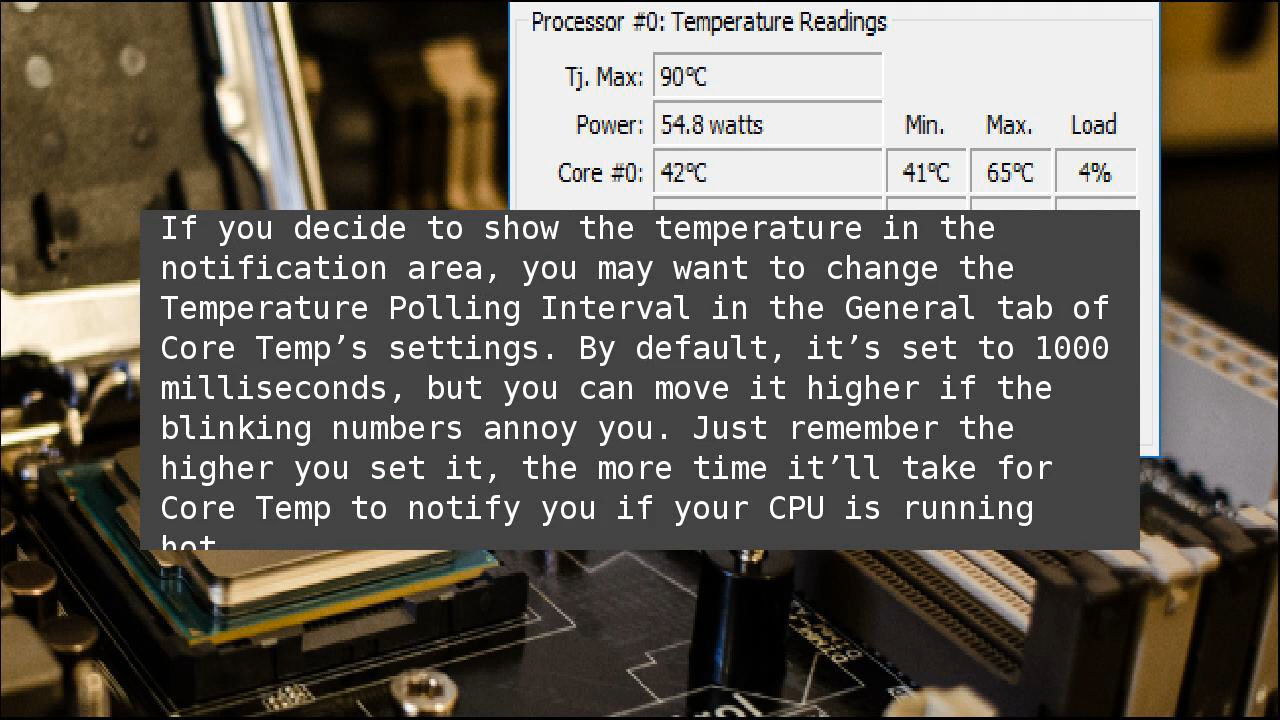 Processor #0: Temperature Readings
Tj. Max: 90°C
Power: 54.8 watts Min. Max. Load
Core #0: 42°C 41°C 65°C 4%
If you decide to show the temperature in the
notification area, you may want to change the
Temperature Polling Interval in the General tab of
Core Temp’s settings. By default, it’s set to 1000
milliseconds, but you can move it higher if the
blinking numbers annoy you. Just remember the
higher you set it, the more time it’ll take for
Core Temp to notify you if your CPU is running
hot